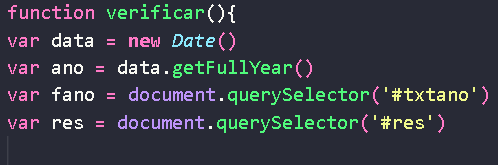 function verificar(){
var data = new Date()
var ano = data.getFullYear()
var fano = document.querySelector('#txtano')
var res = document.querySelector('#res')